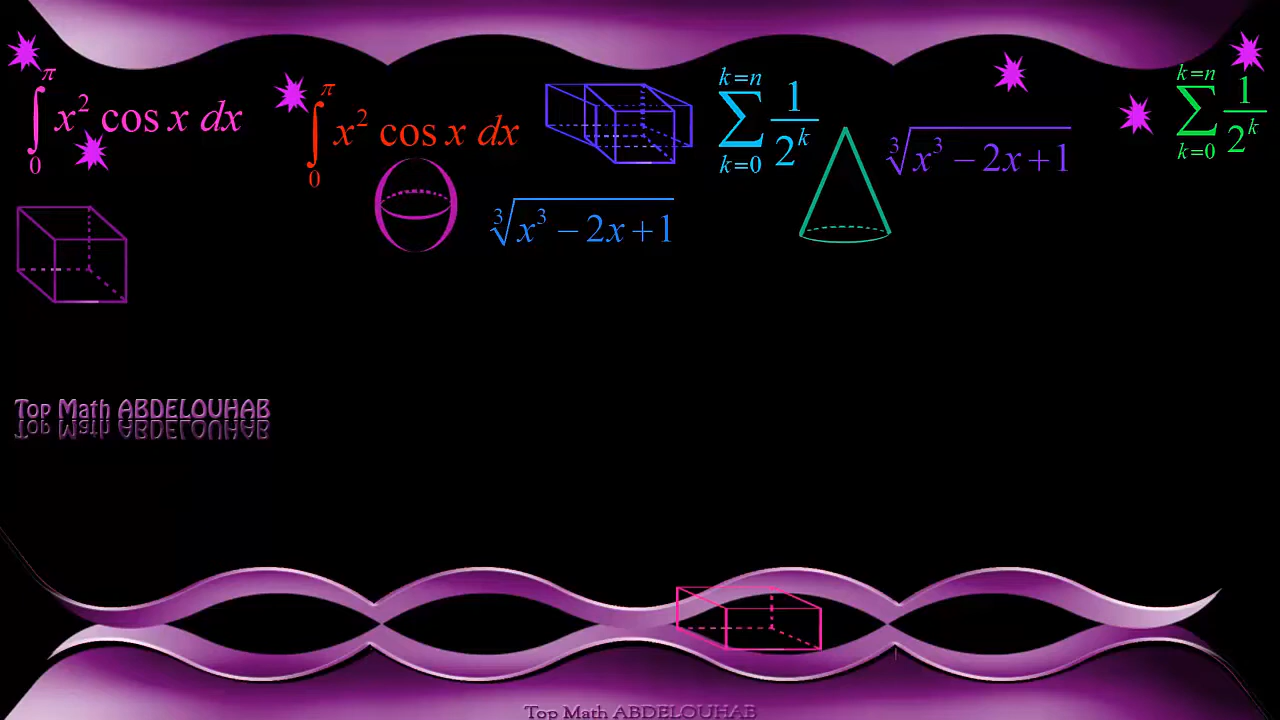 ∫₀^π x² cos x dx
∫₀^π x² cos x dx
∑_{k=0}^{k=n} 1/2^k
∛(x³ − 2x + 1)
∑_{k=0}^{k=n} 1/2^k
∛(x³ − 2x + 1)
Top Math ABDELOUHAB
Top Math ABDELOUHAB